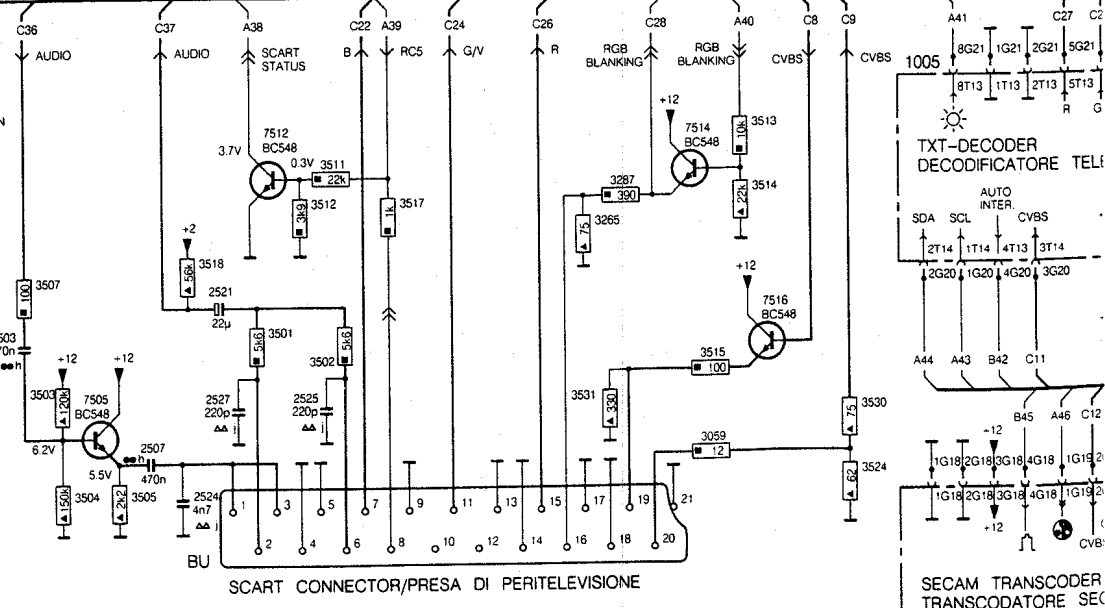 C36
C37
A38
C22
A39
C24
C26
C28
A40
C8
C9
A41
C27
AUDIO
AUDIO
SCART
STATUS
B
RC5
G/V
R
RGB
BLANKING
RGB
BLANKING
CVBS
CVBS
1005
8G21
1G21
2G21
5G21
8T13
1T13
2T13
5T13
R
G
TXT-DECODER
DECODIFICATORE
AUTO
INTER.
SDA
SCL
CVBS
2T14
1T14
4T13
3T14
2G20
1G20
4G20
3G20
7512
BC548
3.7V
0.3V
3511
22k
3k9
3512
1k
3517
+12
7514
BC548
10k
3513
22k
3514
3287
390
75
3265
+2
56k
3518
2521
22µ
100
3507
5k6
3501
5k6
3502
+12
7516
BC548
3515
100
3531
330
A44
A43
B42
C11
3503
120k
+12
+12
7505
BC548
2527
220p
2525
220p
75
3530
3059
12
62
3524
B45
A46
C12
6.2V
5.5V
2507
470n
h
150k
3504
2k2
3505
2524
4n7
j
+12
1G18
2G18
3G18
4G18
1G19
1G18
2G18
3G18
4G18
1G19
+12
1
3
5
7
9
11
13
15
17
19
21
2
4
6
8
10
12
14
16
18
20
BU
SCART CONNECTOR/PRESA DI PERITELEVISIONE
SECAM TRANSCODER
TRANSCODATORE